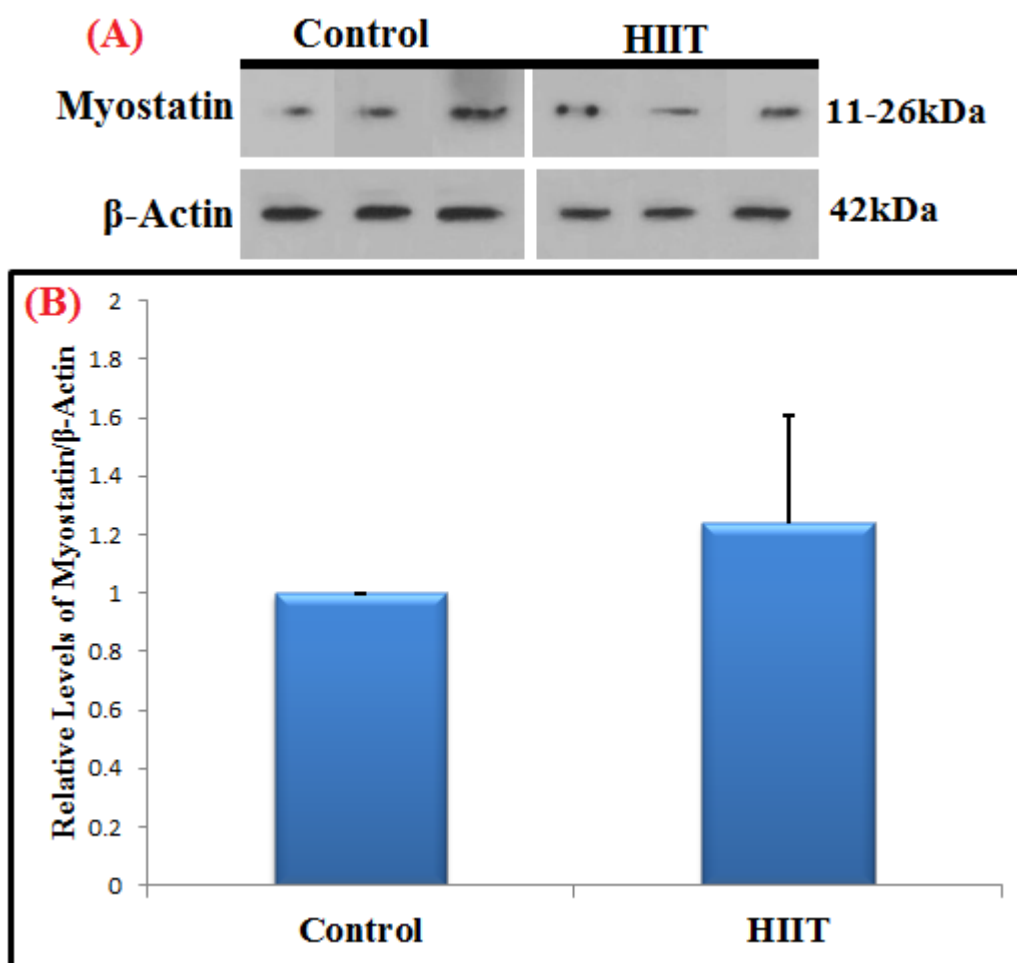 (A)
Control HIIT
Myostatin 11-26kDa
β-Actin 42kDa
(B)
Relative Levels of Myostatin/β-Actin
2
1.8
1.6
1.4
1.2
1
0.8
0.6
0.4
0.2
0
Control HIIT